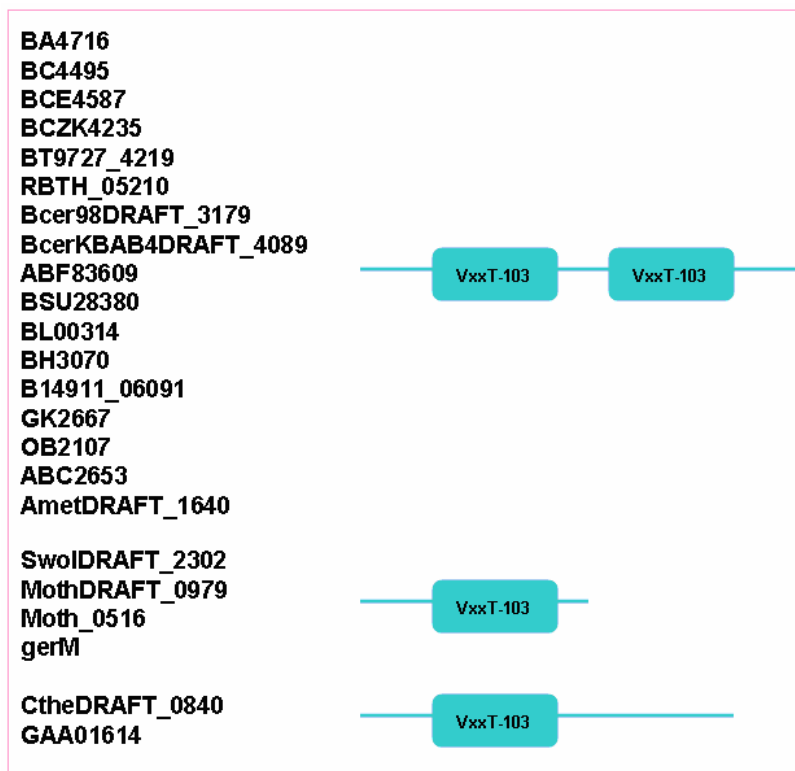 BA4716
BC4495
BCE4587
BCZK4235
BT9727_4219
RBTH_05210
Bcer98DRAFT_3179
BcerKBAB4DRAFT_4089
ABF83609
VxxT-103 VxxT-103
BSU28380
BL00314
BH3070
B14911_06091
GK2667
OB2107
ABC2653
AmetDRAFT_1640
SwolDRAFT_2302
MothDRAFT_0979
Moth_0516
VxxT-103
gerM
CtheDRAFT_0840
VxxT-103
GAA01614